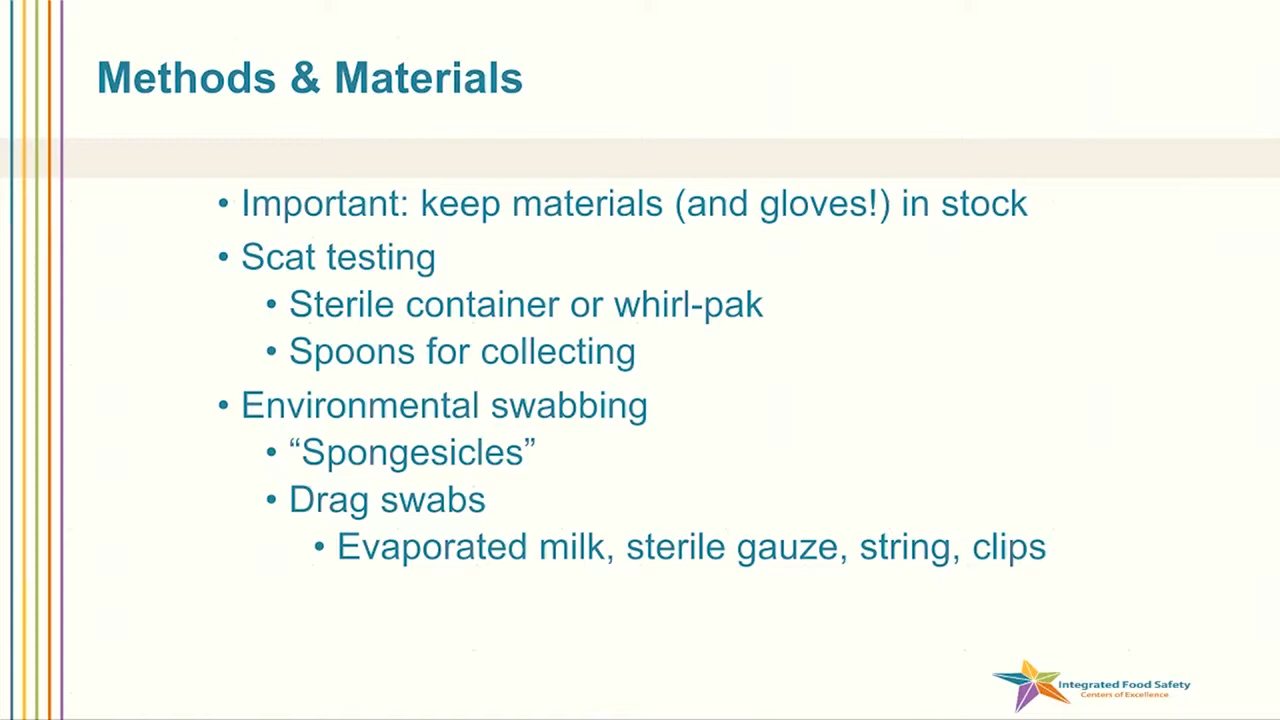 Methods & Materials
• Important: keep materials (and gloves!) in stock
• Scat testing
• Sterile container or whirl-pak
• Spoons for collecting
• Environmental swabbing
• “Spongesicles”
• Drag swabs
• Evaporated milk, sterile gauze, string, clips
Integrated Food Safety
Centers of Excellence